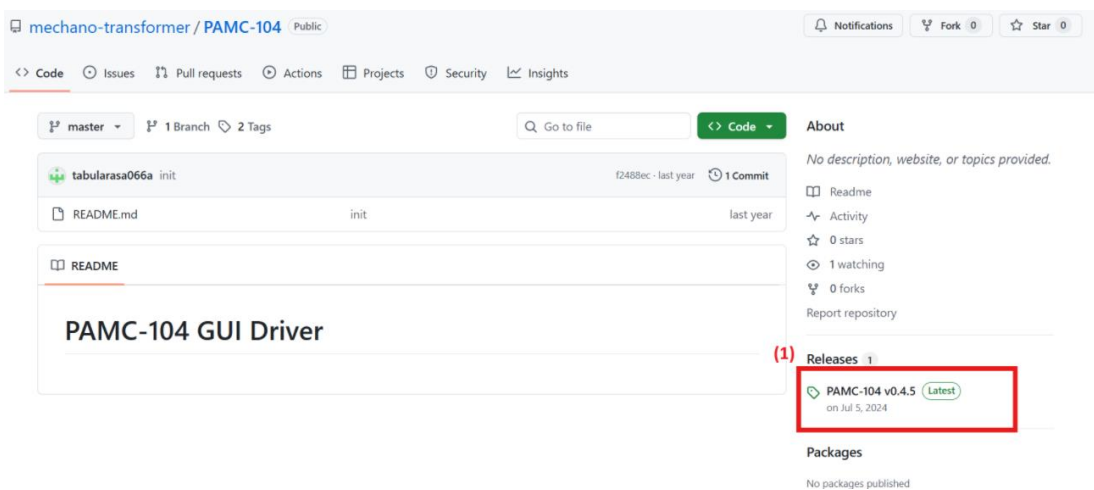 mechano-transformer / PAMC-104 Public
Notifications Fork 0 Star 0
Code Issues Pull requests Actions Projects Security Insights
master 1 Branch 2 Tags Go to file Code
tabularasa066a init f2488ec · last year 1 Commit
README.md init last year
README
PAMC-104 GUI Driver
About
No description, website, or topics provided.
Readme
Activity
0 stars
1 watching
0 forks
Report repository
(1)
Releases 1
PAMC-104 v0.4.5 Latest
on Jul 5, 2024
Packages
No packages published